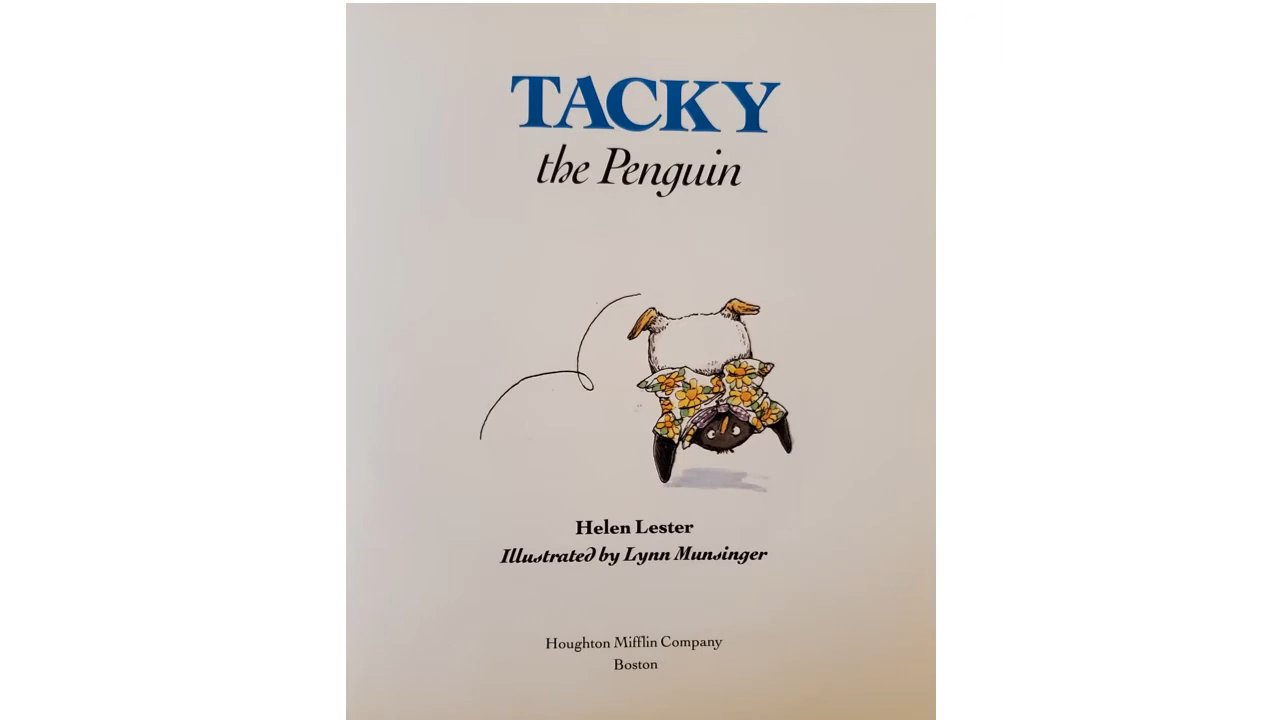 TACKY
the Penguin
Helen Lester
Illustrated by Lynn Munsinger
Houghton Mifflin Company
Boston